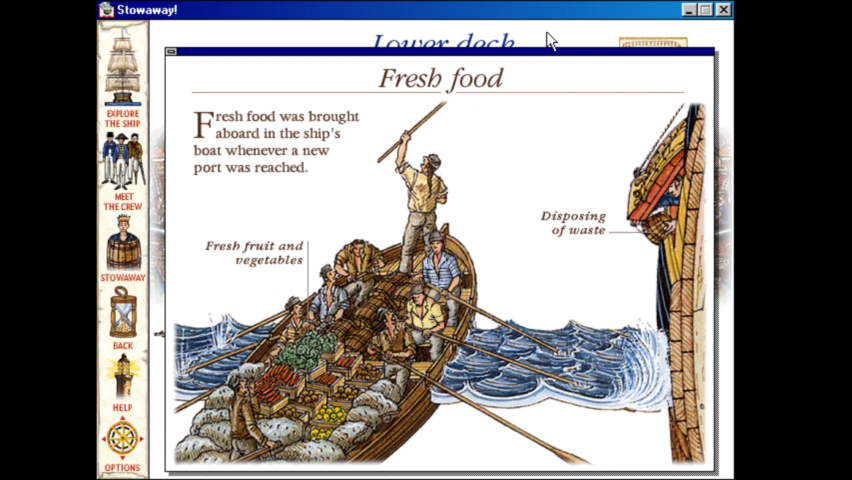 Stowaway!
Lower deck
Fresh food
Fresh food was brought
aboard in the ship's
boat whenever a new
port was reached.
Disposing
of waste
Fresh fruit and
vegetables
EXPLORE
THE SHIP
MEET
THE CREW
STOWAWAY
BACK
HELP
OPTIONS